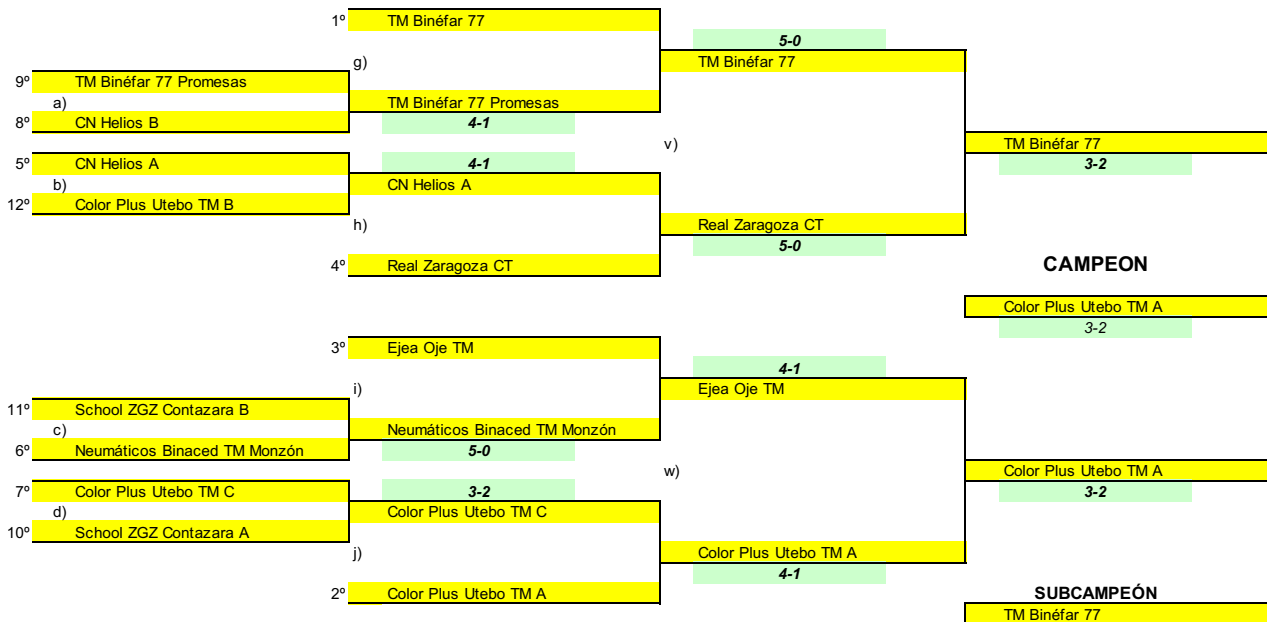 1º TM Binéfar 77
5-0
g) TM Binéfar 77
9º TM Binéfar 77 Promesas
a) TM Binéfar 77 Promesas
8º CN Helios B 4-1
v) TM Binéfar 77
5º CN Helios A 4-1 3-2
b) CN Helios A
12º Color Plus Utebo TM B
h) Real Zaragoza CT
5-0
4º Real Zaragoza CT CAMPEON
Color Plus Utebo TM A
3-2
3º Ejea Oje TM
4-1
i) Ejea Oje TM
11º School ZGZ Contazara B
c) Neumáticos Binaced TM Monzón
6º Neumáticos Binaced TM Monzón 5-0
w) Color Plus Utebo TM A
7º Color Plus Utebo TM C 3-2 3-2
d) Color Plus Utebo TM C
10º School ZGZ Contazara A
j) Color Plus Utebo TM A
4-1
2º Color Plus Utebo TM A SUBCAMPEÓN
TM Binéfar 77